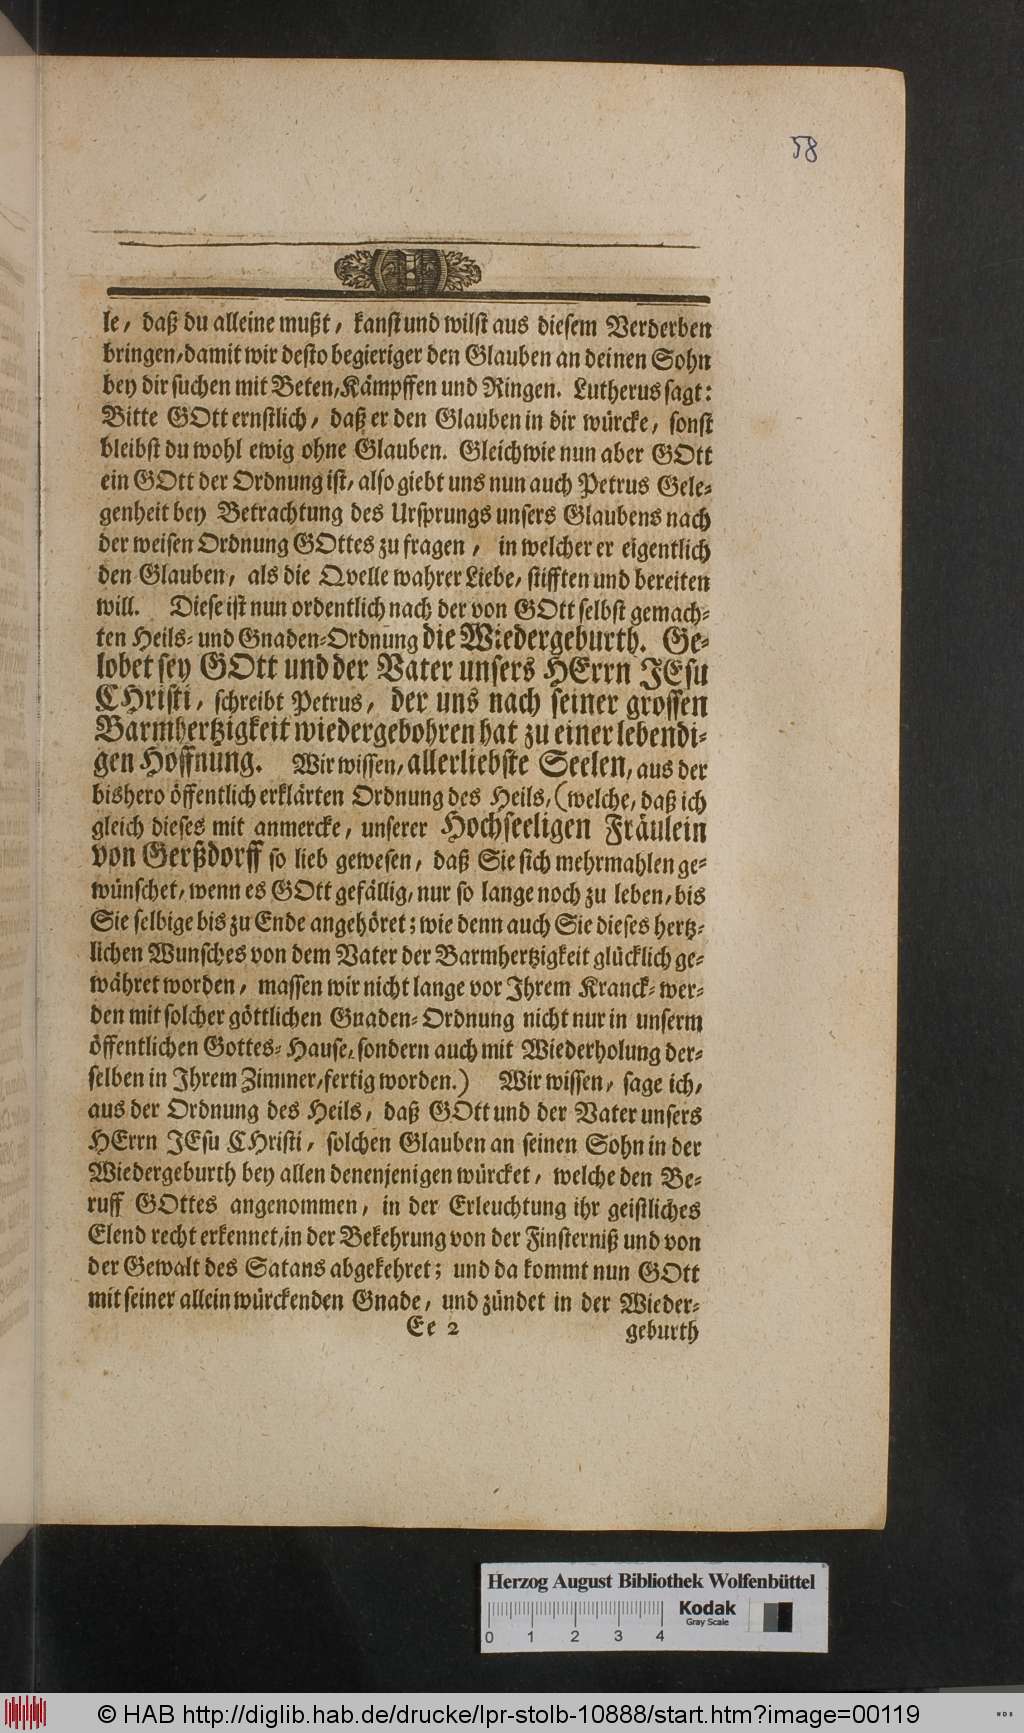 58
le, daß du alleine mußt, kanst und wilst aus diesem Verderben
bringen, damit wir desto begieriger den Glauben an deinen Sohn
bey dir suchen mit Beten, Kämpffen und Ringen. Lutherus sagt:
Bitte GOtt ernstlich, daß er den Glauben in dir würcke, sonst
bleibst du wohl ewig ohne Glauben. Gleichwie nun aber GOtt
ein GOtt der Ordnung ist, also giebt uns nun auch Petrus Gele-
genheit bey Betrachtung des Ursprungs unsers Glaubens nach
der weisen Ordnung GOttes zu fragen, in welcher er eigentlich
den Glauben, als die Qvelle wahrer Liebe, stifften und bereiten
will. Diese ist nun ordentlich nach der von GOtt selbst gemach-
ten Heils- und Gnaden-Ordnung die Wiedergeburth. Ge-
lobet sey GOtt und der Vater unsers HErrn JEsu
CHristi, schreibt Petrus, der uns nach seiner grossen
Barmhertzigkeit wiedergebohren hat zu einer lebendi-
gen Hoffnung. Wir wissen, allerliebste Seelen, aus der
bishero öffentlich erklärten Ordnung des Heils, (welche, daß ich
gleich dieses mit anmercke, unserer Hochseeligen Fräulein
von Gerßdorff so lieb gewesen, daß Sie sich mehrmahlen ge-
wünschet, wenn es GOtt gefällig, nur so lange noch zu leben, bis
Sie selbige bis zu Ende angehöret; wie denn auch Sie dieses hertz-
lichen Wunsches von dem Vater der Barmhertzigkeit glücklich ge-
währet worden, massen wir nicht lange vor Ihrem Kranck-wer-
den mit solcher göttlichen Gnaden-Ordnung nicht nur in unserm
öffentlichen Gottes-Hause, sondern auch mit Wiederholung der-
selben in Ihrem Zimmer, fertig worden.) Wir wissen, sage ich,
aus der Ordnung des Heils, daß GOtt und der Vater unsers
HErrn JEsu CHristi, solchen Glauben an seinen Sohn in der
Wiedergeburth bey allen denenjenigen würcket, welche den Be-
ruff GOttes angenommen, in der Erleuchtung ihr geistliches
Elend recht erkennet, in der Bekehrung von der Finsterniß und von
der Gewalt des Satans abgekehret; und da kommt nun GOtt
mit seiner allein würckenden Gnade, und zündet in der Wieder-
Ee 2 geburth
Herzog August Bibliothek Wolfenbüttel
Kodak
Gray Scale
0 1 2 3 4
© HAB http://diglib.hab.de/drucke/lpr-stolb-10888/start.htm?image=00119